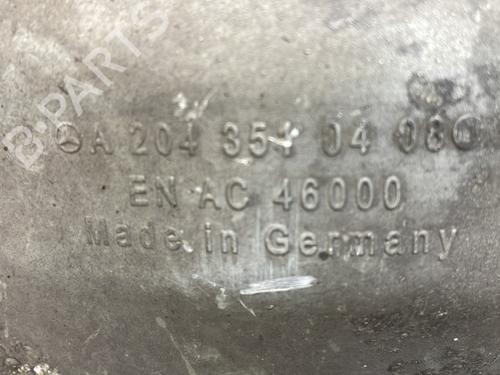 B-PARTS
A 204 351 04 08
EN AC 46000
Made in Germany